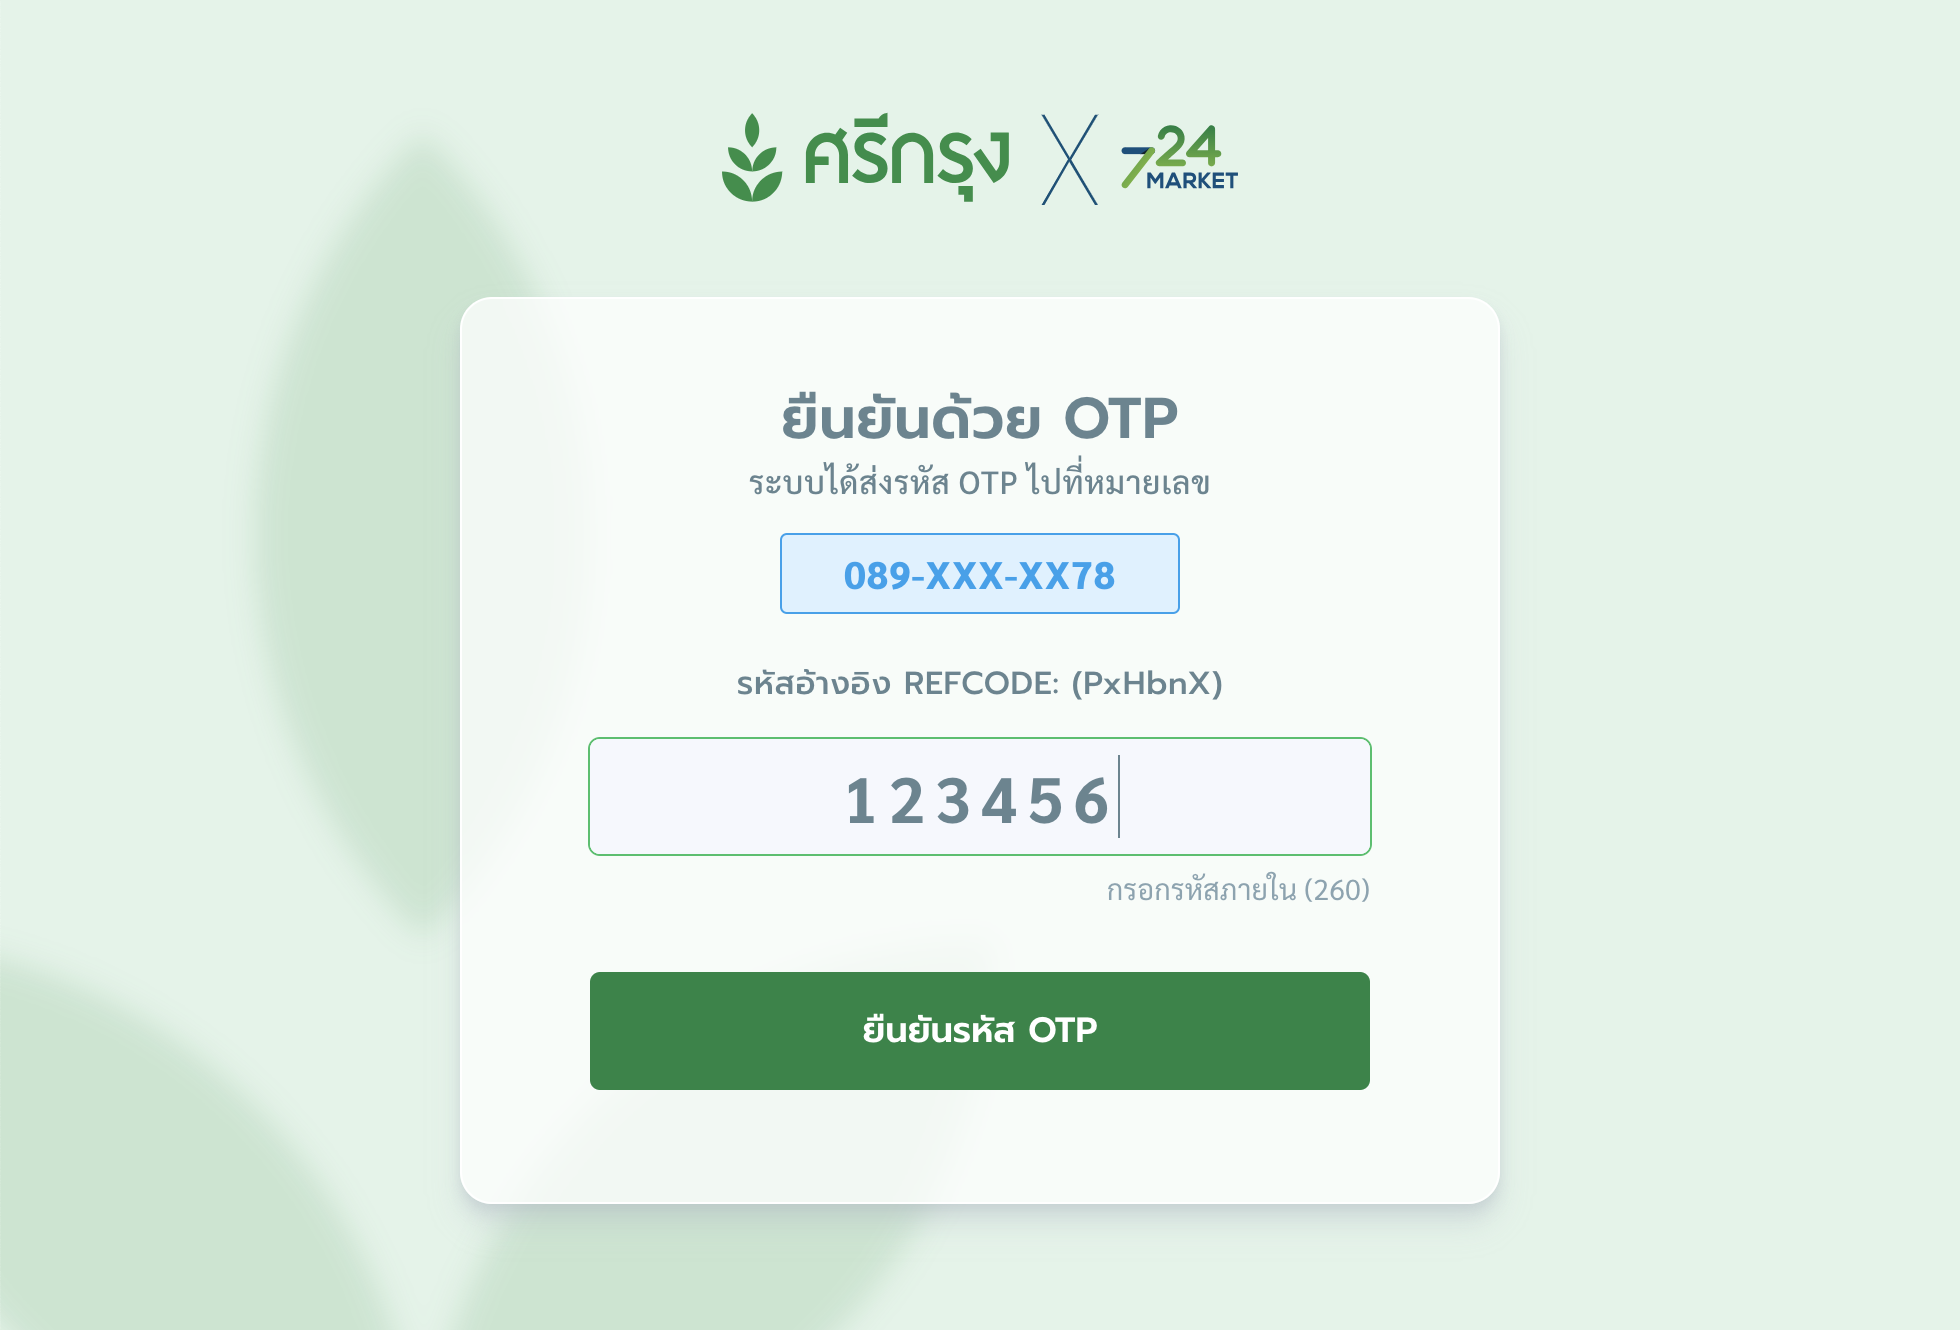 ศรีกรุง X 724 MARKET
ยืนยันด้วย OTP
ระบบได้ส่งรหัส OTP ไปที่หมายเลข
089-XXX-XX78
รหัสอ้างอิง REFCODE: (PxHbnX)
123456
กรอกรหัสภายใน (260)
ยืนยันรหัส OTP